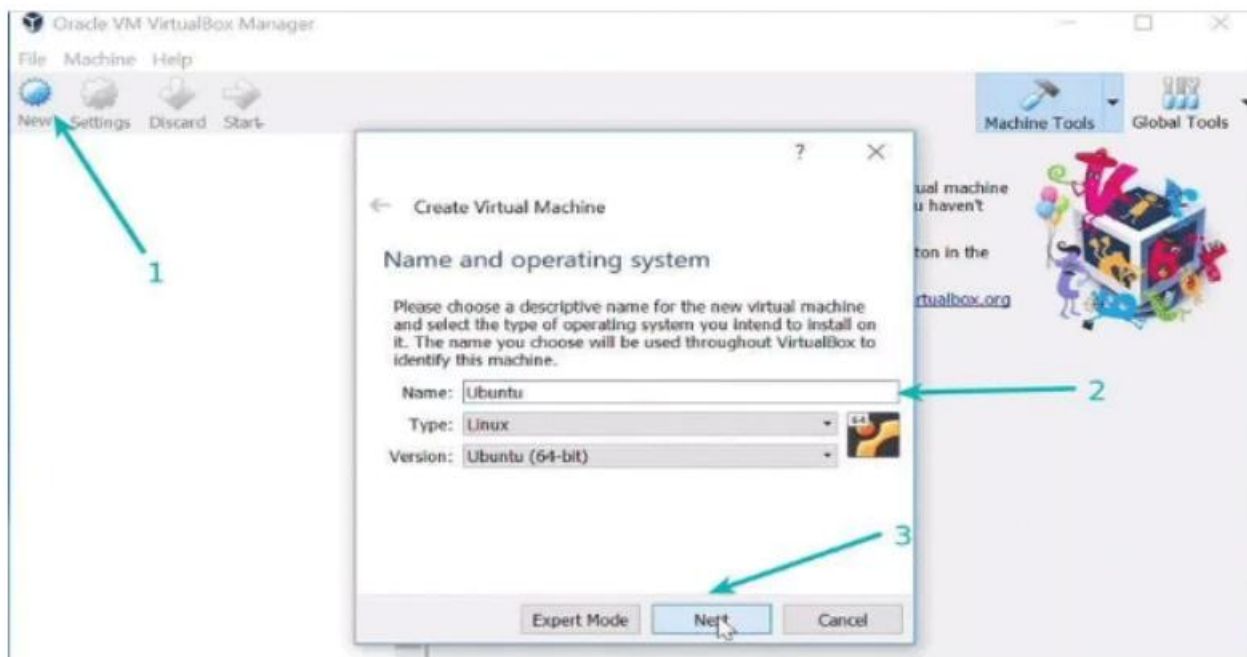 Oracle VM VirtualBox Manager
File Machine Help
New Settings Discard Start
Machine Tools
Global Tools
1
? 
Create Virtual Machine
ual machine
u haven't
ton in the
rtualbox.org
Name and operating system
Please choose a descriptive name for the new virtual machine
and select the type of operating system you intend to install on
it. The name you choose will be used throughout VirtualBox to
identify this machine.
Name: Ubuntu
2
Type: Linux
64
Version: Ubuntu (64-bit)
3
Expert Mode Next Cancel